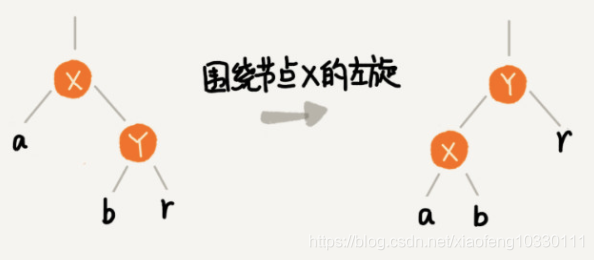 围绕节点X的左旋
X
Y
a
Y
b
r
X
r
a
b
https://blog.csdn.net/xiaofeng10330111